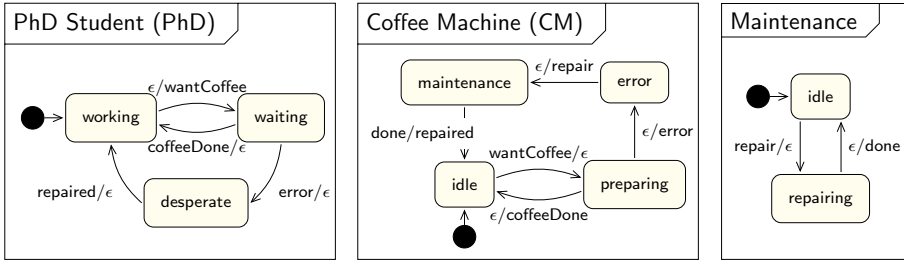 PhD Student (PhD)
ϵ/wantCoffee
working
waiting
coffeeDone/ϵ
repaired/ϵ
error/ϵ
desperate
Coffee Machine (CM)
ϵ/repair
maintenance
error
done/repaired
ϵ/error
wantCoffee/ϵ
idle
preparing
ϵ/coffeeDone
Maintenance
idle
repair/ϵ
ϵ/done
repairing